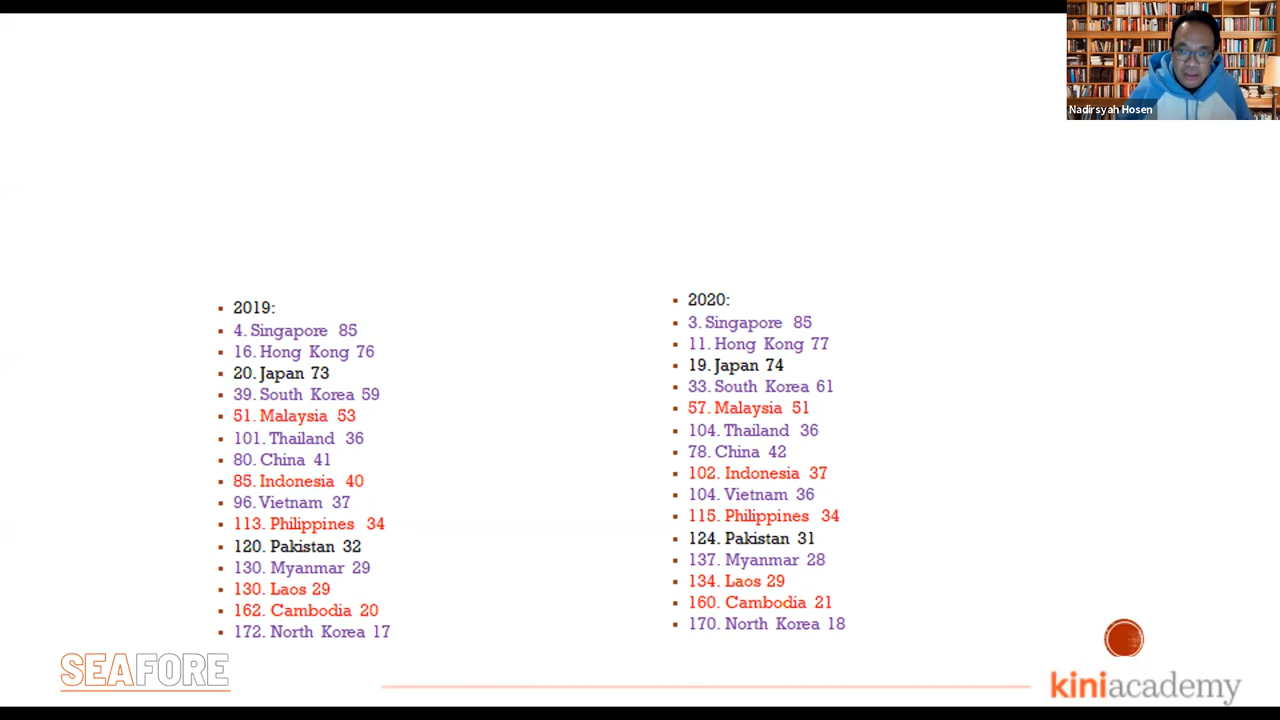 Nadirsyah Hosen
2019:
4. Singapore 85
16. Hong Kong 76
20. Japan 73
39. South Korea 59
51. Malaysia 53
101. Thailand 36
80. China 41
85. Indonesia 40
96. Vietnam 37
113. Philippines 34
120. Pakistan 32
130. Myanmar 29
130. Laos 29
162. Cambodia 20
172. North Korea 17
2020:
3. Singapore 85
11. Hong Kong 77
19. Japan 74
33. South Korea 61
57. Malaysia 51
104. Thailand 36
78. China 42
102. Indonesia 37
104. Vietnam 36
115. Philippines 34
124. Pakistan 31
137. Myanmar 28
134. Laos 29
160. Cambodia 21
170. North Korea 18
SEAFORE
kiniacademy